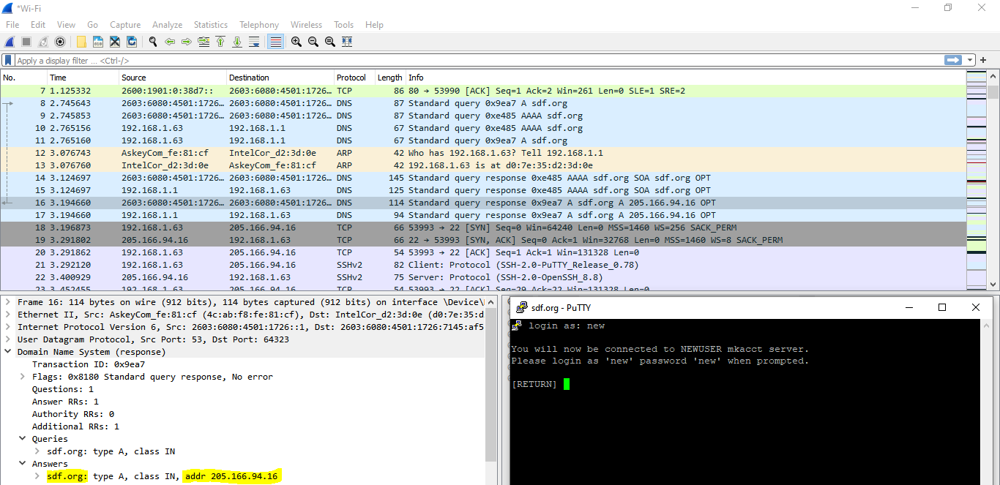 *Wi-Fi
File Edit View Go Capture Analyze Statistics Telephony Wireless Tools Help
Apply a display filter ... <Ctrl-/>
No. Time Source Destination Protocol Length Info
7 1.125332 2600:1901:0:38d7:: 2603:6080:4501:1726… TCP 86 80 → 53990 [ACK] Seq=1 Ack=2 Win=261 Len=0 SLE=1 SRE=2
8 2.745643 2603:6080:4501:1726… 2603:6080:4501:1726… DNS 87 Standard query 0x9ea7 A sdf.org
9 2.745853 2603:6080:4501:1726… 2603:6080:4501:1726… DNS 87 Standard query 0xe485 AAAA sdf.org
10 2.765156 192.168.1.63 192.168.1.1 DNS 67 Standard query 0xe485 AAAA sdf.org
11 2.765160 192.168.1.63 192.168.1.1 DNS 67 Standard query 0x9ea7 A sdf.org
12 3.076743 AskeyCom_fe:81:cf IntelCor_d2:3d:0e ARP 42 Who has 192.168.1.63? Tell 192.168.1.1
13 3.076760 IntelCor_d2:3d:0e AskeyCom_fe:81:cf ARP 42 192.168.1.63 is at d0:7e:35:d2:3d:0e
14 3.124697 2603:6080:4501:1726… 2603:6080:4501:1726… DNS 145 Standard query response 0xe485 AAAA sdf.org SOA sdf.org OPT
15 3.124697 192.168.1.1 192.168.1.63 DNS 125 Standard query response 0xe485 AAAA sdf.org SOA sdf.org OPT
16 3.194660 2603:6080:4501:1726… 2603:6080:4501:1726… DNS 114 Standard query response 0x9ea7 A sdf.org A 205.166.94.16 OPT
17 3.194660 192.168.1.1 192.168.1.63 DNS 94 Standard query response 0x9ea7 A sdf.org A 205.166.94.16 OPT
18 3.196873 192.168.1.63 205.166.94.16 TCP 66 53993 → 22 [SYN] Seq=0 Win=64240 Len=0 MSS=1460 WS=256 SACK_PERM
19 3.291802 205.166.94.16 192.168.1.63 TCP 66 22 → 53993 [SYN, ACK] Seq=0 Ack=1 Win=32768 Len=0 MSS=1460 WS=8 SACK_PERM
20 3.291862 192.168.1.63 205.166.94.16 TCP 54 53993 → 22 [ACK] Seq=1 Ack=1 Win=131328 Len=0
21 3.292120 192.168.1.63 205.166.94.16 SSHv2 82 Client: Protocol (SSH-2.0-PuTTY_Release_0.78)
22 3.400929 205.166.94.16 192.168.1.63 SSHv2 75 Server: Protocol (SSH-2.0-OpenSSH_8.8)
23 3.452455 192.168.1.63 205.166.94.16 TCP 54 53993 → 22 [ACK] Seq=29 Ack=22 Win=131328 Len=0
Frame 16: 114 bytes on wire (912 bits), 114 bytes captured (912 bits) on interface \Device\
Ethernet II, Src: AskeyCom_fe:81:cf (4c:ab:f8:fe:81:cf), Dst: IntelCor_d2:3d:0e (d0:7e:35:d
Internet Protocol Version 6, Src: 2603:6080:4501:1726::1, Dst: 2603:6080:4501:1726:7145:af5
User Datagram Protocol, Src Port: 53, Dst Port: 64323
Domain Name System (response)
Transaction ID: 0x9ea7
Flags: 0x8180 Standard query response, No error
Questions: 1
Answer RRs: 1
Authority RRs: 0
Additional RRs: 1
Queries
sdf.org: type A, class IN
Answers
sdf.org: type A, class IN, addr 205.166.94.16
sdf.org - PuTTY
login as: new
You will now be connected to NEWUSER mkacct server.
Please login as 'new' password 'new' when prompted.
[RETURN]